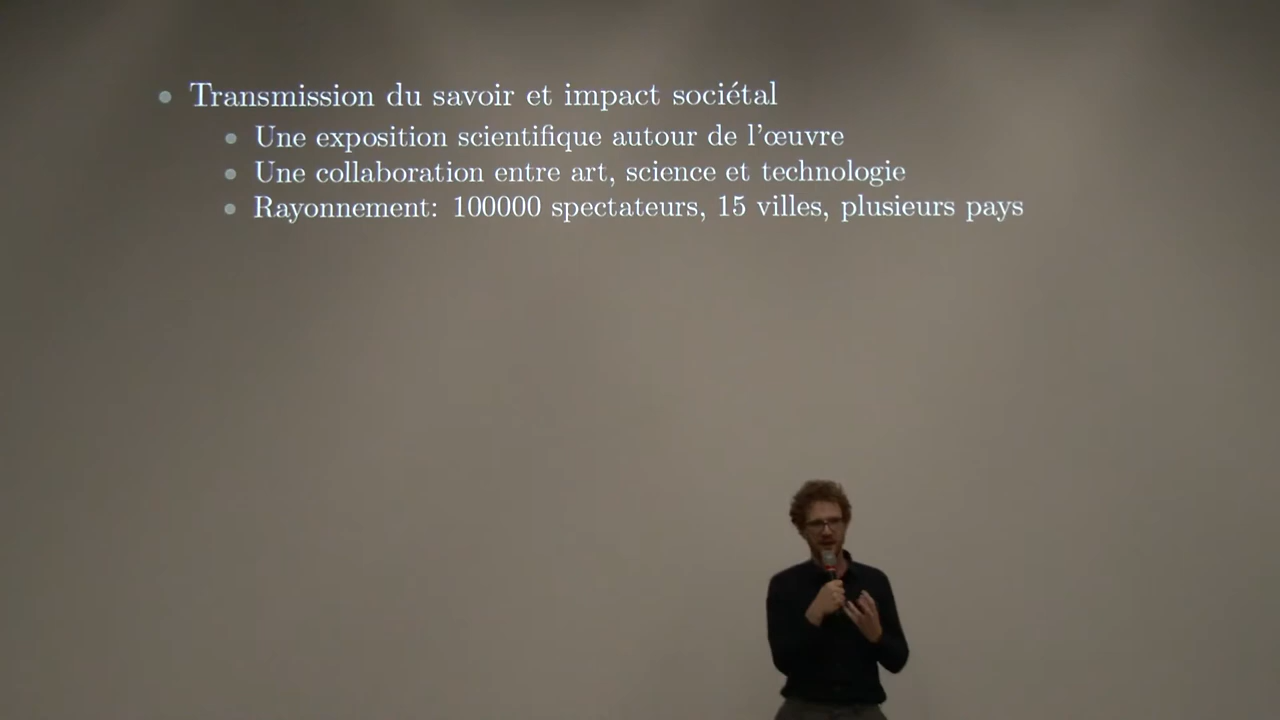 Transmission du savoir et impact sociétal
Une exposition scientifique autour de l'œuvre
Une collaboration entre art, science et technologie
Rayonnement: 100000 spectateurs, 15 villes, plusieurs pays